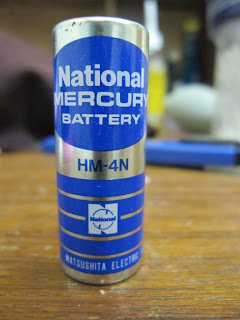 National
MERCURY
BATTERY
HM-4N
National
MATSUSHITA ELECTRIC